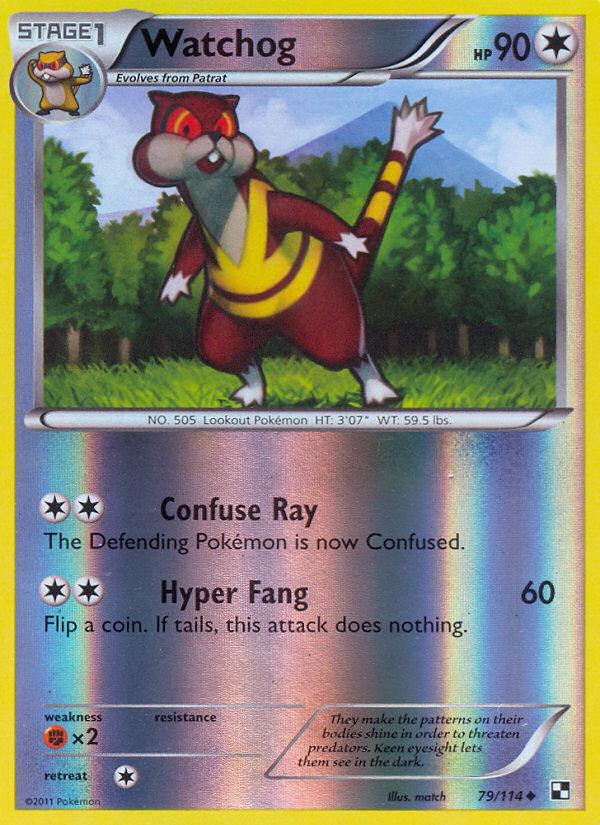 STAGE1
Watchog
HP 90
Evolves from Patrat
NO. 505 Lookout Pokémon HT: 3'07" WT: 59.5 lbs.
Confuse Ray
The Defending Pokémon is now Confused.
Hyper Fang 60
Flip a coin. If tails, this attack does nothing.
weakness resistance
×2
They make the patterns on their
bodies shine in order to threaten
predators. Keen eyesight lets
them see in the dark.
retreat
©2011 Pokémon
Illus. match 79/114